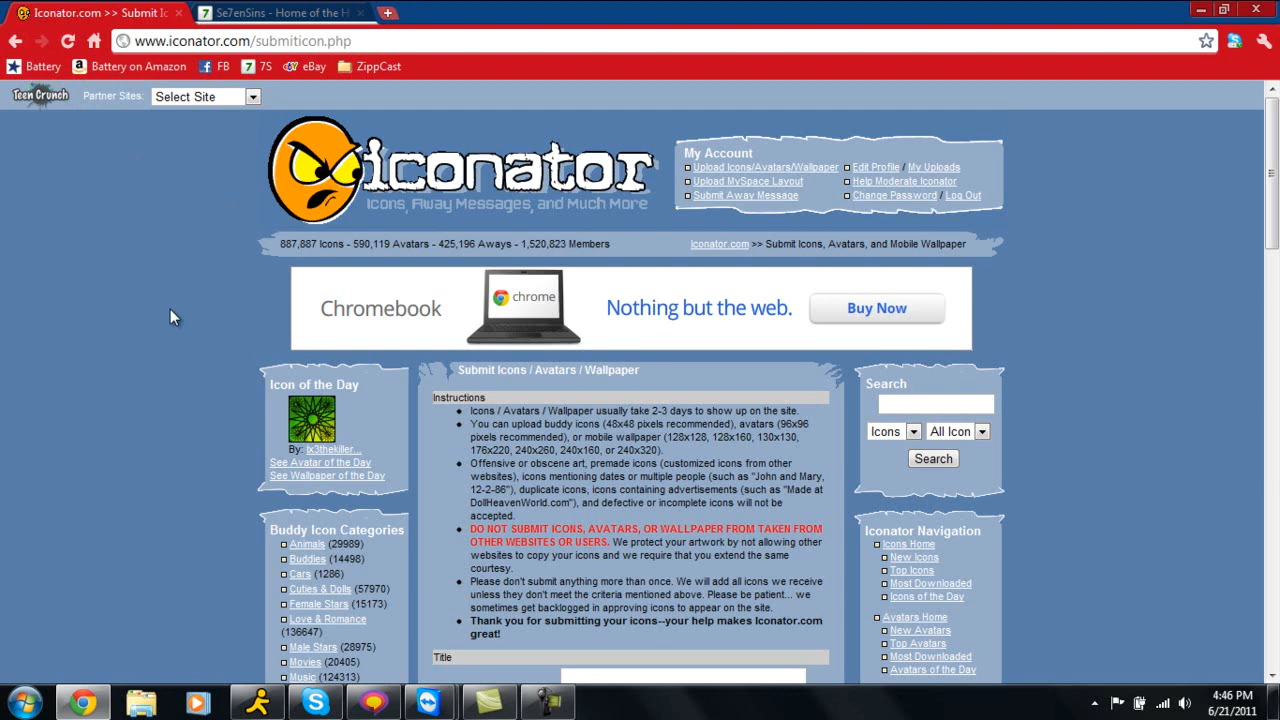 Iconator.com >> Submit Ic
Se7enSins - Home of the H
www.iconator.com/submiticon.php
Battery
Battery on Amazon
FB
7S
eBay
ZippCast
Teen Crunch
Partner Sites:
Select Site
iconator
Icons, Away Messages, and Much More
My Account
Upload Icons/Avatars/Wallpaper
Edit Profile / My Uploads
Upload MySpace Layout
Help Moderate Iconator
Submit Away Message
Change Password / Log Out
887,887 Icons - 590,119 Avatars - 425,196 Aways - 1,520,823 Members
Iconator.com >> Submit Icons, Avatars, and Mobile Wallpaper
Chromebook
chrome
Nothing but the web.
Buy Now
Icon of the Day
By: lx3thekiller...
See Avatar of the Day
See Wallpaper of the Day
Buddy Icon Categories
Animals (29989)
Buddies (14498)
Cars (1286)
Cuties & Dolls (57970)
Female Stars (15173)
Love & Romance
(136647)
Male Stars (28975)
Movies (20405)
Music (124313)
Submit Icons / Avatars / Wallpaper
Instructions
Icons / Avatars / Wallpaper usually take 2-3 days to show up on the site.
You can upload buddy icons (48x48 pixels required), avatars (96x96
pixels required), or mobile wallpaper (128x128, 128x160, 130x130,
176x220, 240x260, 240x160, or 240x320).
Offensive or obscene art, premade icons (customized icons from other
websites), icons mentioning dates or multiple people (such as "John and Mary,
12-2-86"), duplicate icons, icons containing advertisements (such as "Made at
DollHeavenWorld.com"), and defective or incomplete icons will not be
accepted.
DO NOT SUBMIT ICONS, AVATARS, OR WALLPAPER FROM TAKEN FROM
OTHER WEBSITES OR USERS. We protect your artwork by not allowing other
websites to copy your icons and we require that you extend the same
courtesy.
Please don't submit anything more than once. We will add all icons we receive
unless they don't meet the criteria mentioned above. Please be patient... we
sometimes get backlogged in approving icons to appear on the site.
Thank you for submitting your icons--your help makes Iconator.com
great!
Title
Search
Icons
All Icon
Search
Iconator Navigation
Icons Home
New Icons
Top Icons
Most Downloaded
Icons of the Day
Avatars Home
New Avatars
Top Avatars
Most Downloaded
Avatars of the Day
4:46 PM
6/21/2011